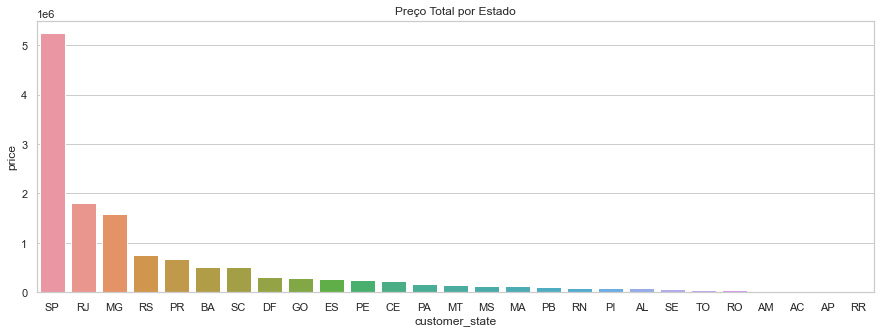 Preço Total por Estado
1e6
5
4
3
2
1
0
price
SP RJ MG RS PR BA SC DF GO ES PE CE PA MT MS MA PB RN PI AL SE TO RO AM AC AP RR
customer_state